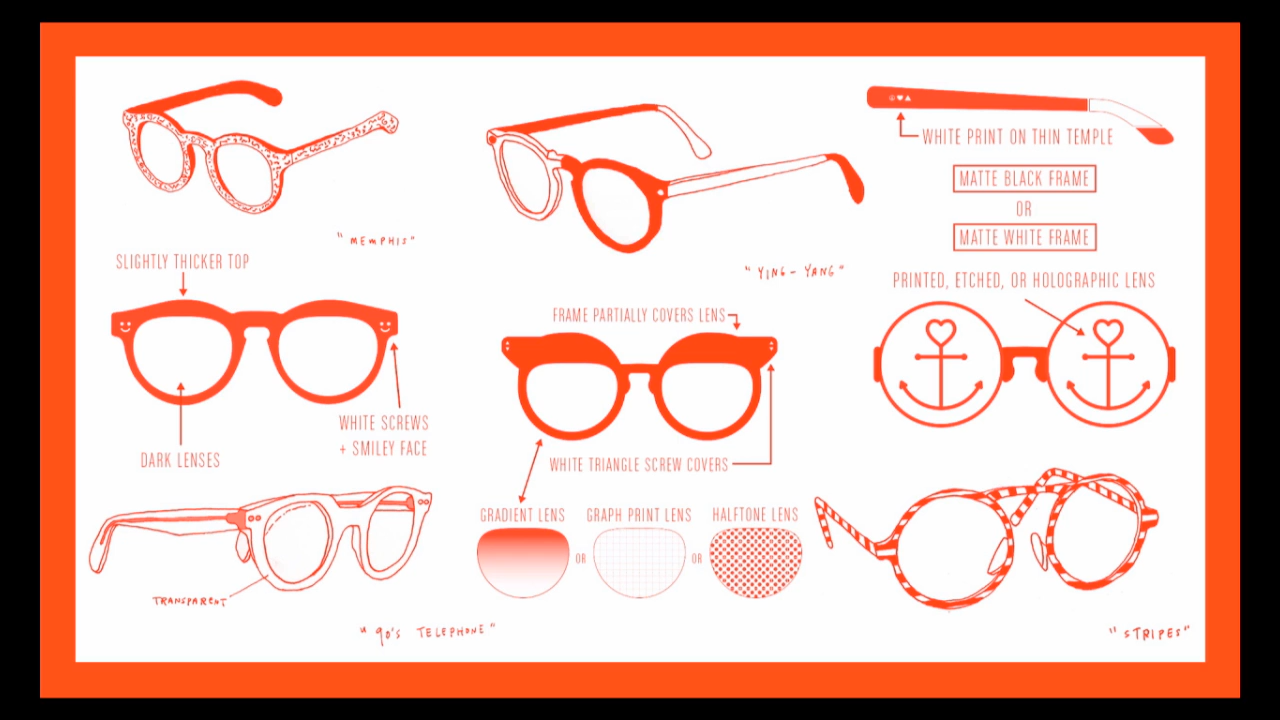 "MEMPHIS"
SLIGHTLY THICKER TOP
WHITE SCREWS
+ SMILEY FACE
DARK LENSES
TRANSPARENT
"90's TELEPHONE"
"YING-YANG"
FRAME PARTIALLY COVERS LENS
WHITE TRIANGLE SCREW COVERS
GRADIENT LENS
GRAPH PRINT LENS
HALFTONE LENS
OR
OR
WHITE PRINT ON THIN TEMPLE
MATTE BLACK FRAME
OR
MATTE WHITE FRAME
PRINTED, ETCHED, OR HOLOGRAPHIC LENS
"STRIPES"